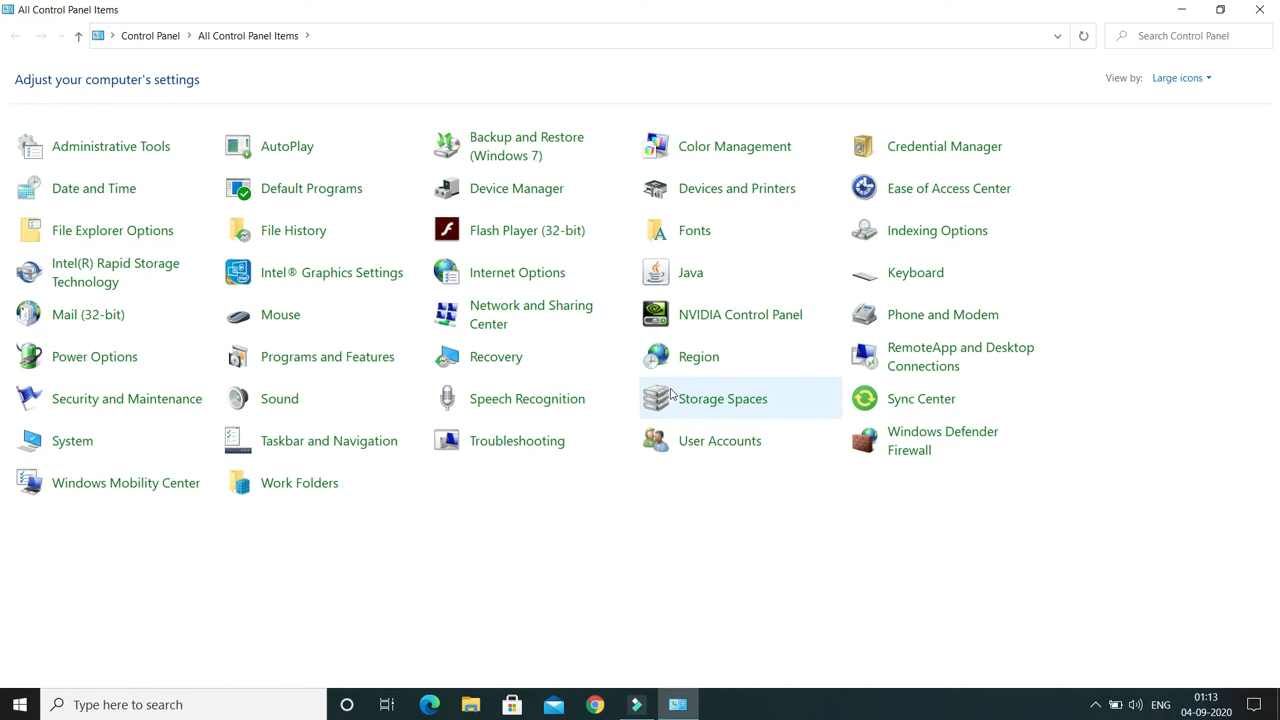 All Control Panel Items
Control Panel > All Control Panel Items >
Search Control Panel
Adjust your computer's settings
View by: Large icons
Administrative Tools
AutoPlay
Backup and Restore
(Windows 7)
Color Management
Credential Manager
Date and Time
Default Programs
Device Manager
Devices and Printers
Ease of Access Center
File Explorer Options
File History
Flash Player (32-bit)
Fonts
Indexing Options
Intel(R) Rapid Storage
Technology
Intel® Graphics Settings
Internet Options
Java
Keyboard
Mail (32-bit)
Mouse
Network and Sharing
Center
NVIDIA Control Panel
Phone and Modem
Power Options
Programs and Features
Recovery
Region
RemoteApp and Desktop
Connections
Security and Maintenance
Sound
Speech Recognition
Storage Spaces
Sync Center
System
Taskbar and Navigation
Troubleshooting
User Accounts
Windows Defender
Firewall
Windows Mobility Center
Work Folders
Type here to search
ENG
01:13
04-09-2020